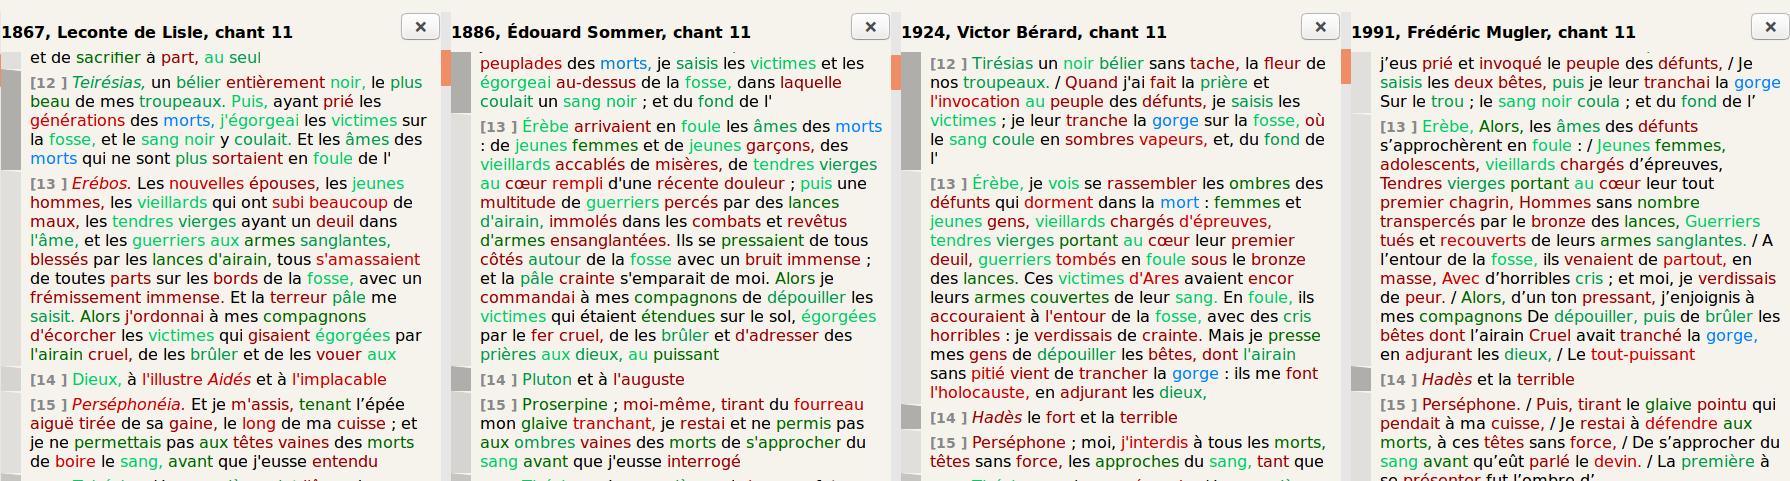 1867, Leconte de Lisle, chant 11
et de sacrifier à part, au seul
[12 ] Teirésias, un bélier entièrement noir, le plus
beau de mes troupeaux. Puis, ayant prié les
générations des morts, j'égorgeai les victimes sur
la fosse, et le sang noir y coulait. Et les âmes des
morts qui ne sont plus sortaient en foule de l'
[13 ] Erébos. Les nouvelles épouses, les jeunes
hommes, les vieillards qui ont subi beaucoup de
maux, les tendres vierges ayant un deuil dans
l'âme, et les guerriers aux armes sanglantes,
blessés par les lances d'airain, tous s'amassaient
de toutes parts sur les bords de la fosse, avec un
frémissement immense. Et la terreur pâle me
saisit. Alors j'ordonnai à mes compagnons
d'écorcher les victimes qui gisaient égorgées par
l'airain cruel, de les brûler et de les vouer aux
[14 ] Dieux, à l'illustre Aidés et à l'implacable
[15 ] Perséphonéia. Et je m'assis, tenant l'épée
aiguë tirée de sa gaine, le long de ma cuisse ; et
je ne permettais pas aux têtes vaines des morts
de boire le sang, avant que j'eusse entendu
1886, Édouard Sommer, chant 11
peuplades des morts, je saisis les victimes et les
égorgeai au-dessus de la fosse, dans laquelle
coulait un sang noir ; et du fond de l'
[13 ] Érèbe arrivaient en foule les âmes des morts
: de jeunes femmes et de jeunes garçons, des
vieillards accablés de misères, de tendres vierges
au cœur rempli d'une récente douleur ; puis une
multitude de guerriers percés par des lances
d'airain, immolés dans les combats et revêtus
d'armes ensanglantées. Ils se pressaient de tous
côtés autour de la fosse avec un bruit immense ;
et la pâle crainte s'emparait de moi. Alors je
commandai à mes compagnons de dépouiller les
victimes qui étaient étendues sur le sol, égorgées
par le fer cruel, de les brûler et d'adresser des
prières aux dieux, au puissant
[14 ] Pluton et à l'auguste
[15 ] Proserpine ; moi-même, tirant du fourreau
mon glaive tranchant, je restai et ne permis pas
aux ombres vaines des morts de s'approcher du
sang avant que j'eusse interrogé
1924, Victor Bérard, chant 11
[12 ] Tirésias un noir bélier sans tache, la fleur de
nos troupeaux. / Quand j'ai fait la prière et
l'invocation au peuple des défunts, je saisis les
victimes ; je leur tranche la gorge sur la fosse, où
le sang coule en sombres vapeurs, et, du fond de
l'
[13 ] Érèbe, je vois se rassembler les ombres des
défunts qui dorment dans la mort : femmes et
jeunes gens, vieillards chargés d'épreuves,
tendres vierges portant au cœur leur premier
deuil, guerriers tombés en foule sous le bronze
des lances. Ces victimes d'Ares avaient encor
leurs armes couvertes de leur sang. En foule, ils
accouraient à l'entour de la fosse, avec des cris
horribles : je verdissais de crainte. Mais je presse
mes gens de dépouiller les bêtes, dont l'airain
sans pitié vient de trancher la gorge : ils me font
l'holocauste, en adjurant les dieux,
[14 ] Hadès le fort et la terrible
[15 ] Perséphone ; moi, j'interdis à tous les morts,
têtes sans force, les approches du sang, tant que
1991, Frédéric Mugler, chant 11
j’eus prié et invoqué le peuple des défunts, / Je
saisis les deux bêtes, puis je leur tranchai la gorge
Sur le trou ; le sang noir coula ; et du fond de l’
[13 ] Erèbe, Alors, les âmes des défunts
s’approchèrent en foule : / Jeunes femmes,
adolescents, vieillards chargés d’épreuves,
Tendres vierges portant au cœur leur tout
premier chagrin, Hommes sans nombre
transpercés par le bronze des lances, Guerriers
tués et recouverts de leurs armes sanglantes. / A
l’entour de la fosse, ils venaient de partout, en
masse, Avec d’horribles cris ; et moi, je verdissais
de peur. / Alors, d’un ton pressant, j’enjoignis à
mes compagnons De dépouiller, puis de brûler les
bêtes dont l’airain Cruel avait tranché la gorge,
en adjurant les dieux, / Le tout-puissant
[14 ] Hadès et la terrible
[15 ] Perséphone. / Puis, tirant le glaive pointu qui
pendait à ma cuisse, / Je restai à défendre aux
morts, à ces têtes sans force, / De s’approcher du
sang avant qu’eût parlé le devin. / La première à
se présenter fut l’ombre d’